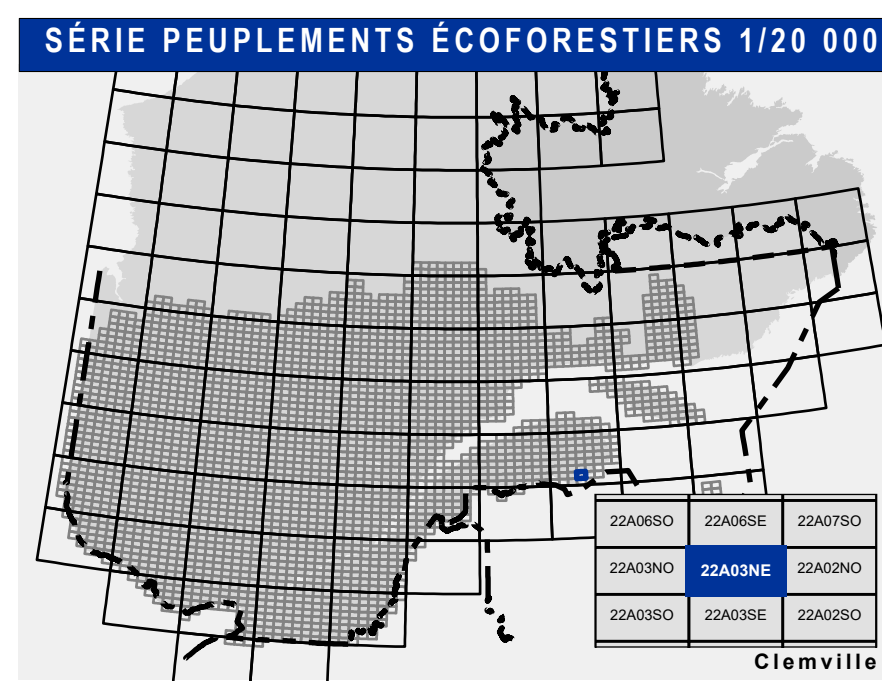 SÉRIE PEUPLEMENTS ÉCOFORESTIERS 1/20 000
22A06SO 22A06SE 22A07SO
22A03NO 22A03NE 22A02NO
22A03SO 22A03SE 22A02SO
Clemville